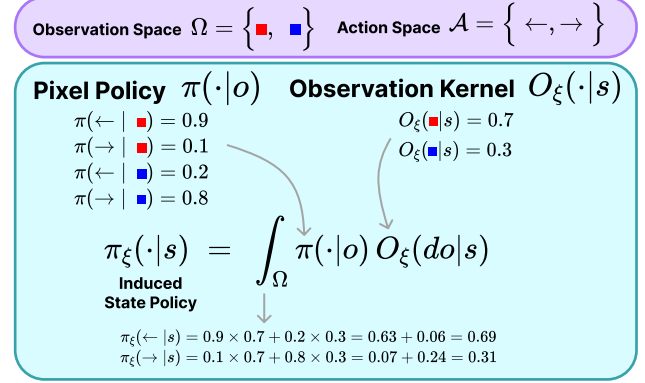 Observation Space Ω = {🟥, 🟦} Action Space 𝒜 = { ←, → }
Pixel Policy π(·|o) Observation Kernel O_ξ(·|s)
π(← | 🟥) = 0.9
π(→ | 🟥) = 0.1
π(← | 🟦) = 0.2
π(→ | 🟦) = 0.8
O_ξ(🟥|s) = 0.7
O_ξ(🟦|s) = 0.3
π_ξ(·|s) = ∫_Ω π(·|o) O_ξ(do|s)
Induced
State Policy
π_ξ(← |s) = 0.9 × 0.7 + 0.2 × 0.3 = 0.63 + 0.06 = 0.69
π_ξ(→ |s) = 0.1 × 0.7 + 0.8 × 0.3 = 0.07 + 0.24 = 0.31